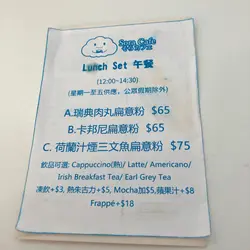 Soon Cafe
Lunch Set 午餐
(12:00~14:30)
(星期一至五供應，公眾假期除外)
A.瑞典肉丸扁意粉 $65
B.卡邦尼扁意粉 $65
C. 荷蘭汁煙三文魚扁意粉 $75
飲品可選: Cappuccino(熱)/ Latte/ Americano/
Irish Breakfast Tea/ Earl Grey Tea
凍飲+$3, 熱朱古力+$5, Mocha加$5,蘋果汁+$8
Frappé+$18